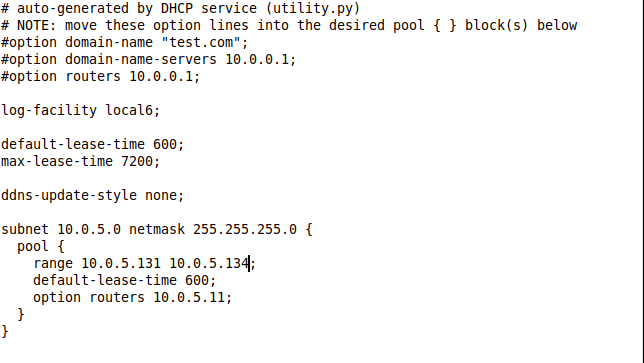 # auto-generated by DHCP service (utility.py)
# NOTE: move these option lines into the desired pool { } block(s) below
#option domain-name "test.com";
#option domain-name-servers 10.0.0.1;
#option routers 10.0.0.1;

log-facility local6;

default-lease-time 600;
max-lease-time 7200;

ddns-update-style none;

subnet 10.0.5.0 netmask 255.255.255.0 {
  pool {
    range 10.0.5.131 10.0.5.134;
    default-lease-time 600;
    option routers 10.0.5.11;
  }
}